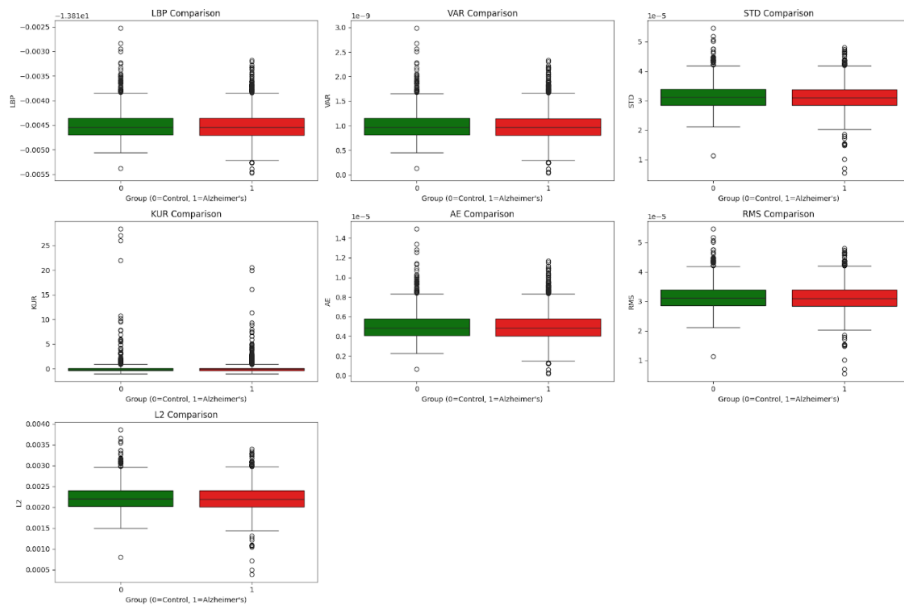 LBP Comparison
−1.381e1
−0.0025
−0.0030
−0.0035
−0.0040
−0.0045
−0.0050
−0.0055
LBP
0 1
Group (0=Control, 1=Alzheimer's)
VAR Comparison
1e−9
3.0
2.5
2.0
1.5
1.0
0.5
0.0
VAR
0 1
Group (0=Control, 1=Alzheimer's)
STD Comparison
1e−5
5
4
3
2
1
STD
0 1
Group (0=Control, 1=Alzheimer's)
KUR Comparison
25
20
15
10
5
0
KUR
0 1
Group (0=Control, 1=Alzheimer's)
AE Comparison
1e−5
1.4
1.2
1.0
0.8
0.6
0.4
0.2
0.0
AE
0 1
Group (0=Control, 1=Alzheimer's)
RMS Comparison
1e−5
5
4
3
2
1
RMS
0 1
Group (0=Control, 1=Alzheimer's)
L2 Comparison
0.0040
0.0035
0.0030
0.0025
0.0020
0.0015
0.0010
0.0005
L2
0 1
Group (0=Control, 1=Alzheimer's)